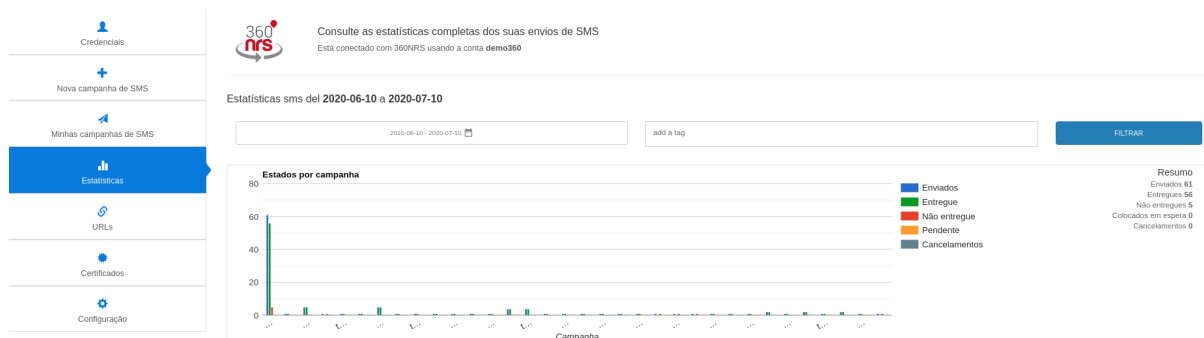 Credenciais
Nova campanha de SMS
Minhas campanhas de SMS
Estatísticas
URLs
Certificados
Configuração
360
nrs
Consulte as estatísticas completas dos suas envios de SMS
Está conectado com 360NRS usando a conta demo360
Estatísticas sms del 2020-06-10 a 2020-07-10
2020-06-10 - 2020-07-10
add a tag
FILTRAR
Estados por campanha
80
60
40
20
0
... ... t... ... t... ... ... t... ... ... ... ... ... ... t... ...
Campanha
Enviados
Entregue
Não entregue
Pendente
Cancelamentos
Resumo
Enviados 61
Entregues 56
Não entregues 5
Colocados em espera 0
Cancelamentos 0